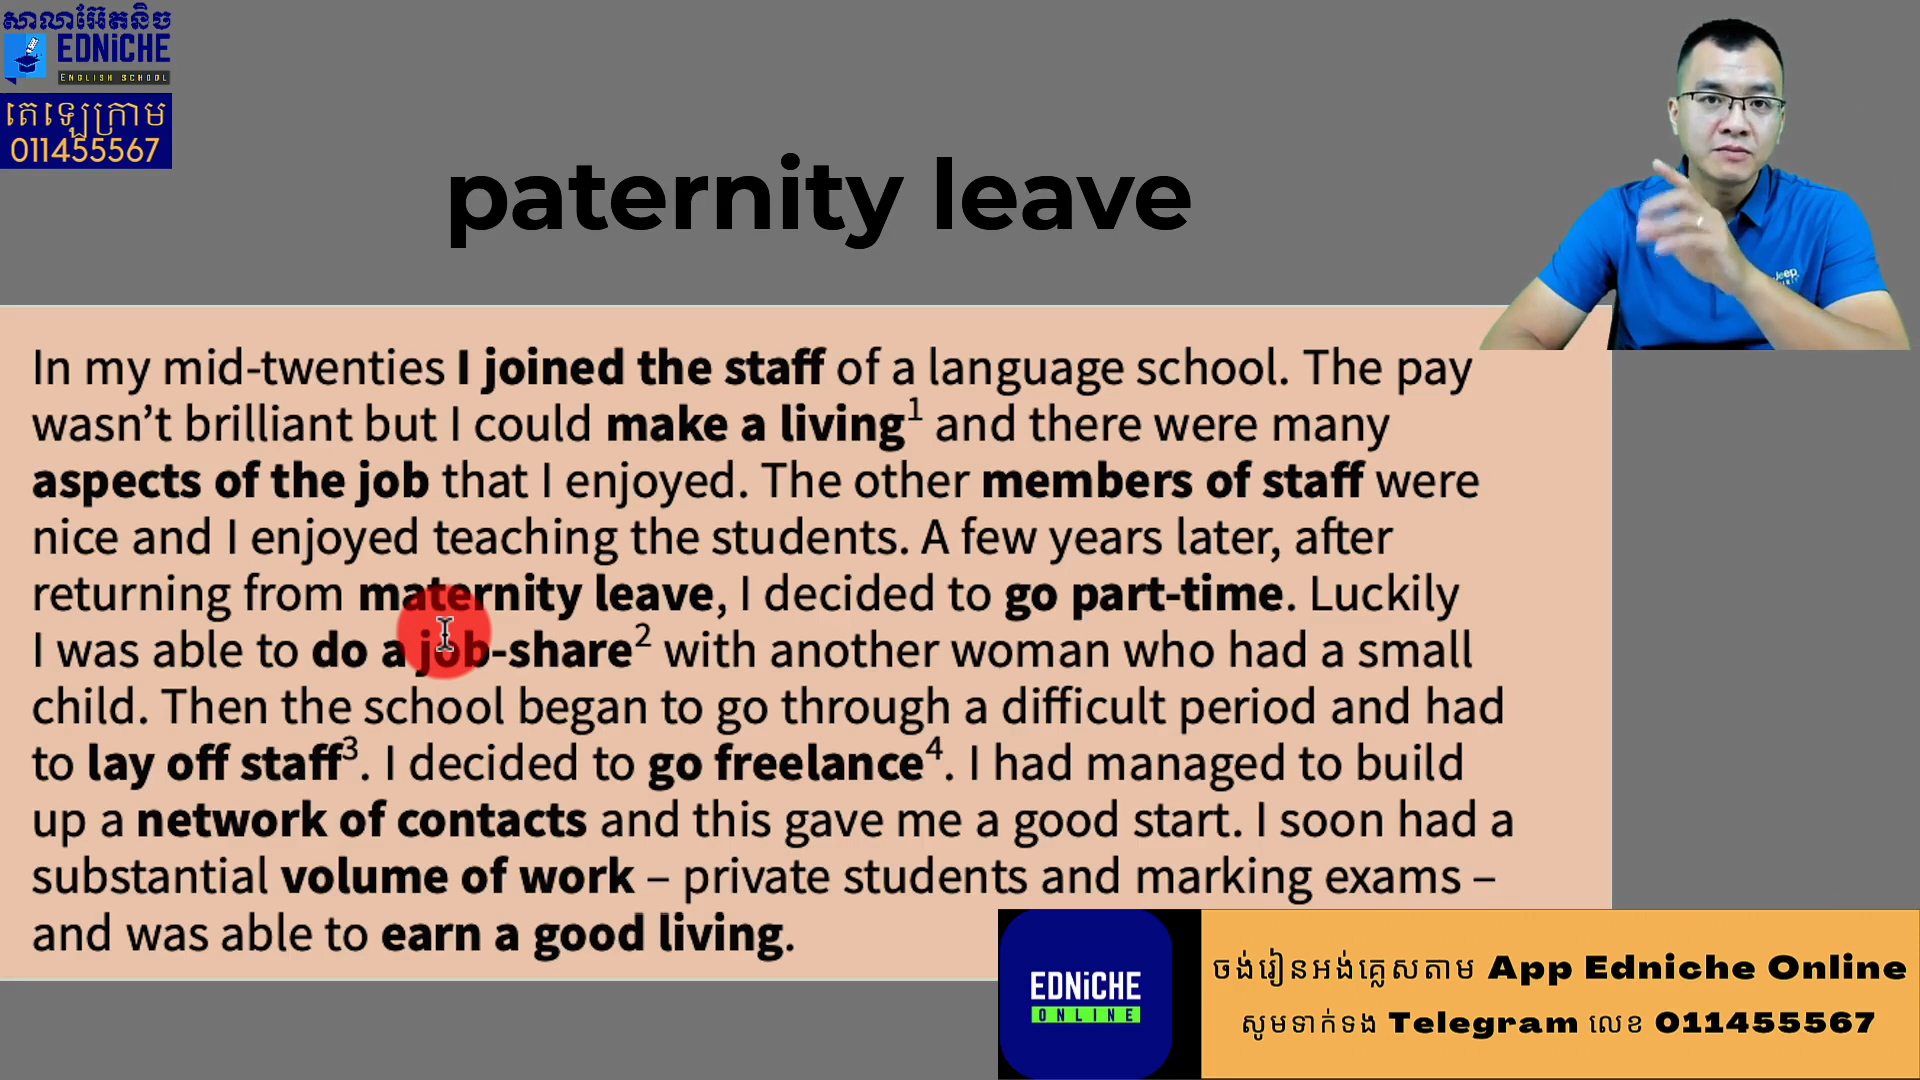 សាលាអ៊ែតនិច
EDNiCHE
ENGLISH SCHOOL
តេឡេក្រាម
011455567
paternity leave
In my mid-twenties I joined the staff of a language school. The pay
wasn’t brilliant but I could make a living1 and there were many
aspects of the job that I enjoyed. The other members of staff were
nice and I enjoyed teaching the students. A few years later, after
returning from maternity leave, I decided to go part-time. Luckily
I was able to do a job-share2 with another woman who had a small
child. Then the school began to go through a difficult period and had
to lay off staff3. I decided to go freelance4. I had managed to build
up a network of contacts and this gave me a good start. I soon had a
substantial volume of work – private students and marking exams –
and was able to earn a good living.
EDNiCHE
ONLINE
ចង់រៀនអង់គ្លេសតាម App Edniche Online
សូមទាក់ទង Telegram លេខ 011455567